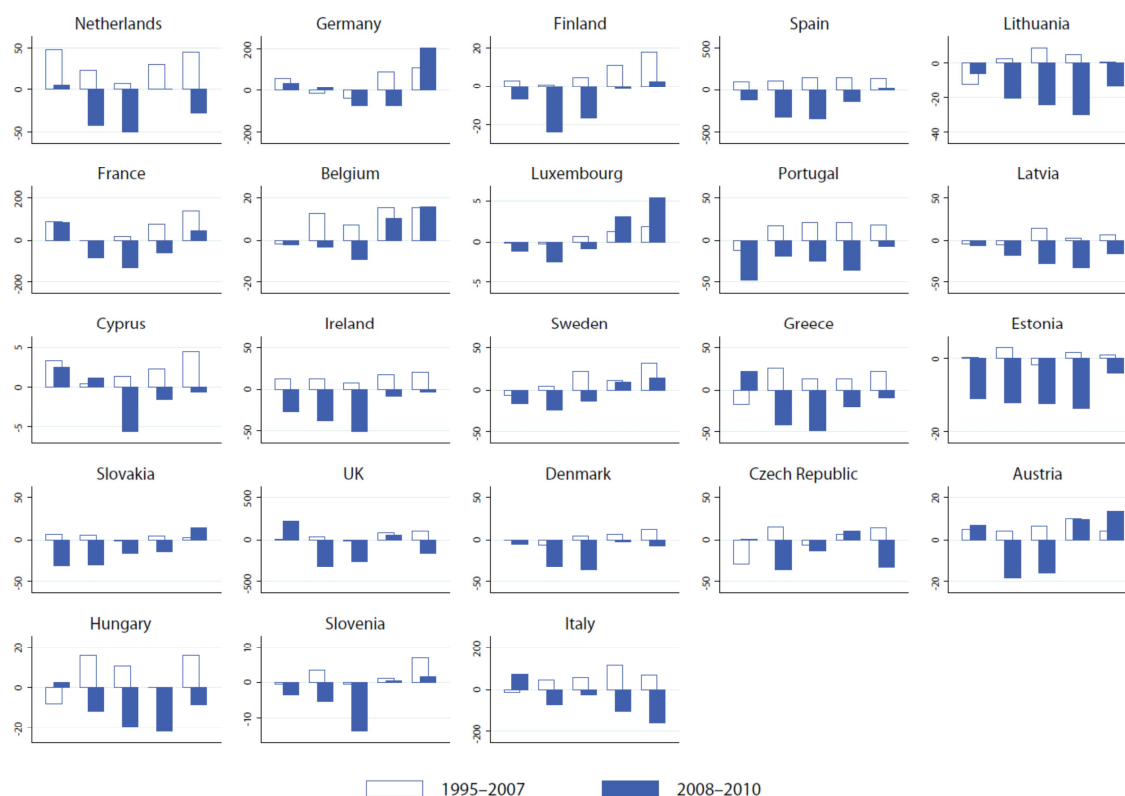 Netherlands Germany Finland Spain Lithuania
50 0 -50
200 0 -200
20 0 -20
500 0 -500
0 -20 -40
France Belgium Luxembourg Portugal Latvia
200 0 -200
20 0 -20
5 0 -5
50 0 -50
50 0 -50
Cyprus Ireland Sweden Greece Estonia
5 0 -5
50 0 -50
50 0 -50
50 0 -50
0 -20
Slovakia UK Denmark Czech Republic Austria
50 0 -50
500 0 -500
50 0 -50
50 0 -50
20 0 -20
Hungary Slovenia Italy
20 0 -20
10 0 -10
200 0 -200
1995–2007 2008–2010